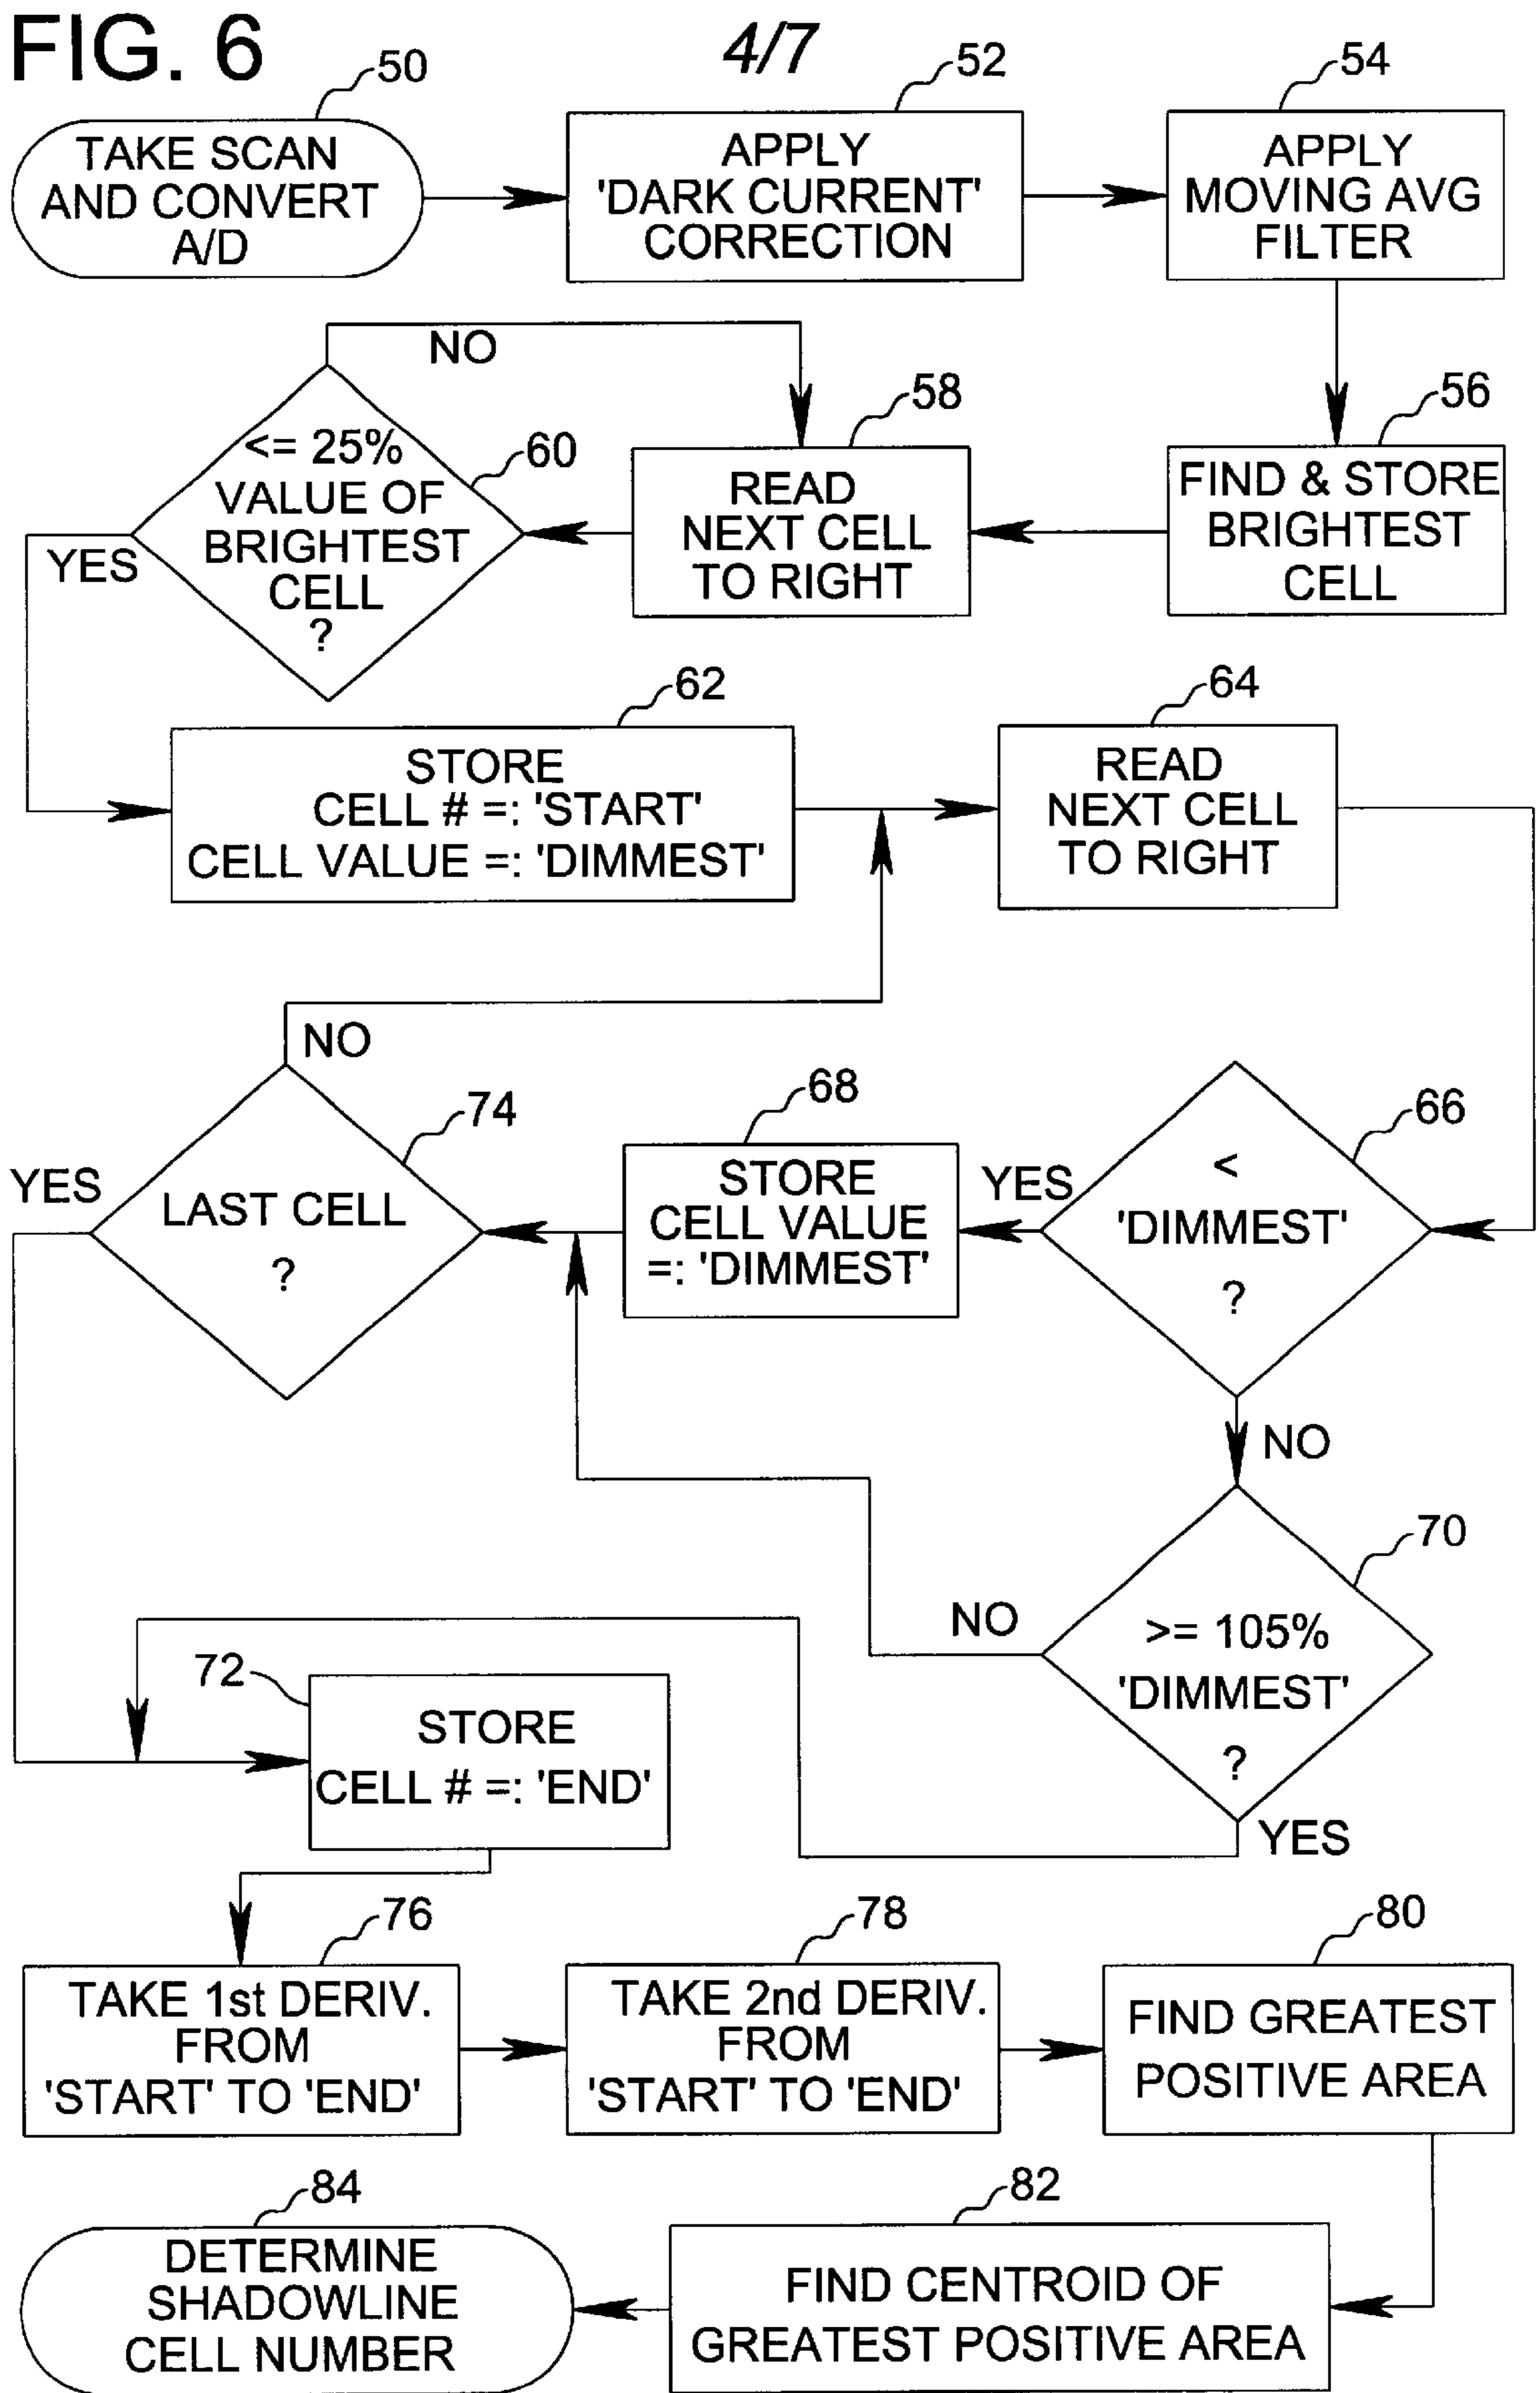 FIG. 6
4/7
50
TAKE SCAN
AND CONVERT
A/D
52
APPLY
'DARK CURRENT'
CORRECTION
54
APPLY
MOVING AVG
FILTER
56
FIND & STORE
BRIGHTEST
CELL
58
READ
NEXT CELL
TO RIGHT
NO
60
<= 25%
VALUE OF
BRIGHTEST
CELL
?
YES
62
STORE
CELL # =: 'START'
CELL VALUE =: 'DIMMEST'
64
READ
NEXT CELL
TO RIGHT
66
<
'DIMMEST'
?
YES
NO
68
STORE
CELL VALUE
=: 'DIMMEST'
74
LAST CELL
?
NO
YES
70
>= 105%
'DIMMEST'
?
NO
YES
72
STORE
CELL # =: 'END'
76
TAKE 1st DERIV.
FROM
'START' TO 'END'
78
TAKE 2nd DERIV.
FROM
'START' TO 'END'
80
FIND GREATEST
POSITIVE AREA
82
FIND CENTROID OF
GREATEST POSITIVE AREA
84
DETERMINE
SHADOWLINE
CELL NUMBER